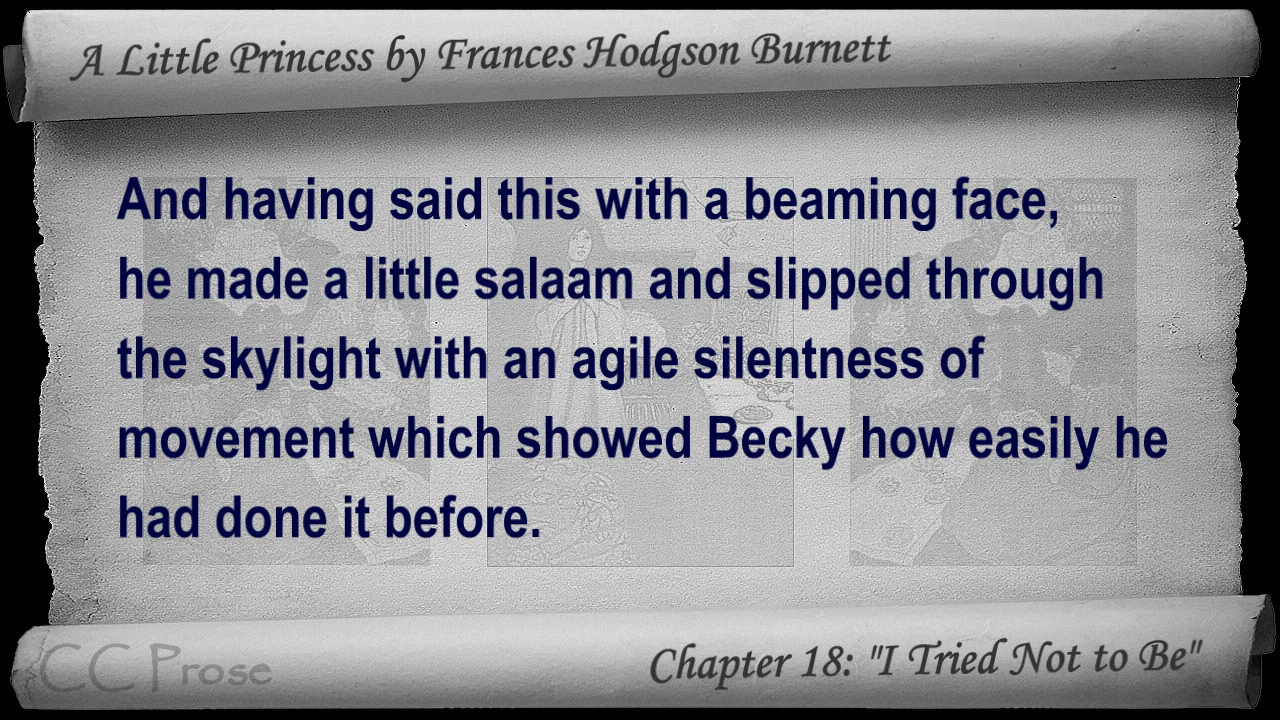 A Little Princess by Frances Hodgson Burnett
And having said this with a beaming face,
he made a little salaam and slipped through
the skylight with an agile silentness of
movement which showed Becky how easily he
had done it before.
CC Prose
Chapter 18: "I Tried Not to Be"